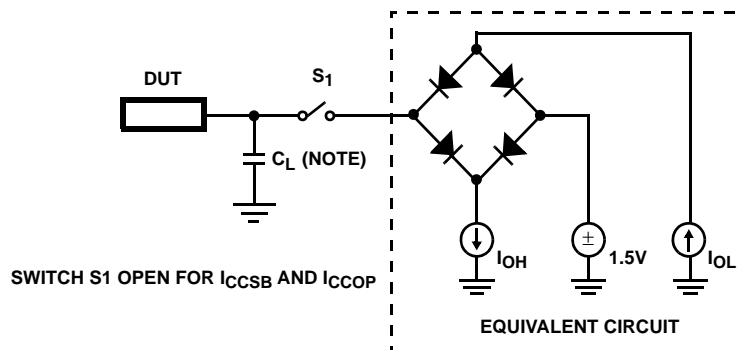 DUT
S1
CL (NOTE)
IOH
±
1.5V
IOL
SWITCH S1 OPEN FOR ICCSB AND ICCOP
EQUIVALENT CIRCUIT